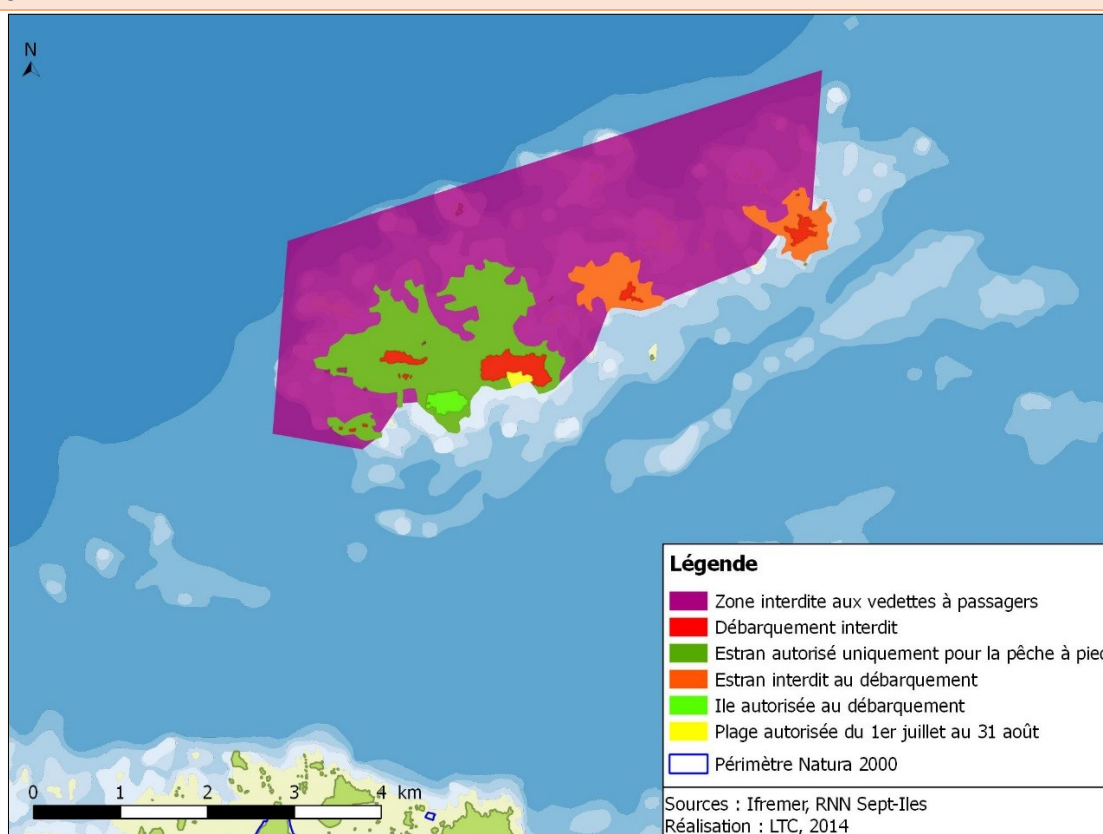 N
Légende
Zone interdite aux vedettes à passagers
Débarquement interdit
Estran autorisé uniquement pour la pêche à pied
Estran interdit au débarquement
Ile autorisée au débarquement
Plage autorisée du 1er juillet au 31 août
Périmètre Natura 2000
0 1 2 3 4 km
Sources : Ifremer, RNN Sept-Iles
Réalisation : LTC, 2014